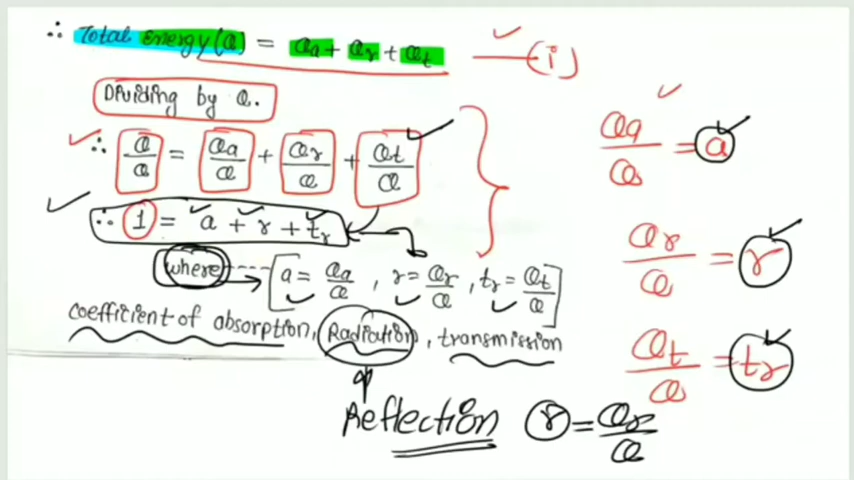 ∴ Total energy(Q) = Qa + Qr + Qt —(i)
Dividing by Q.
∴ Q/Q = Qa/Q + Qr/Q + Qt/Q
∴ 1 = a + r + tr
where [a = Qa/Q , r = Qr/Q , tr = Qt/Q]
coefficient of absorption, Radiation, transmission
Reflection r = Qr/Q
Qa/Q = a
Qr/Q = r
Qt/Q = tr